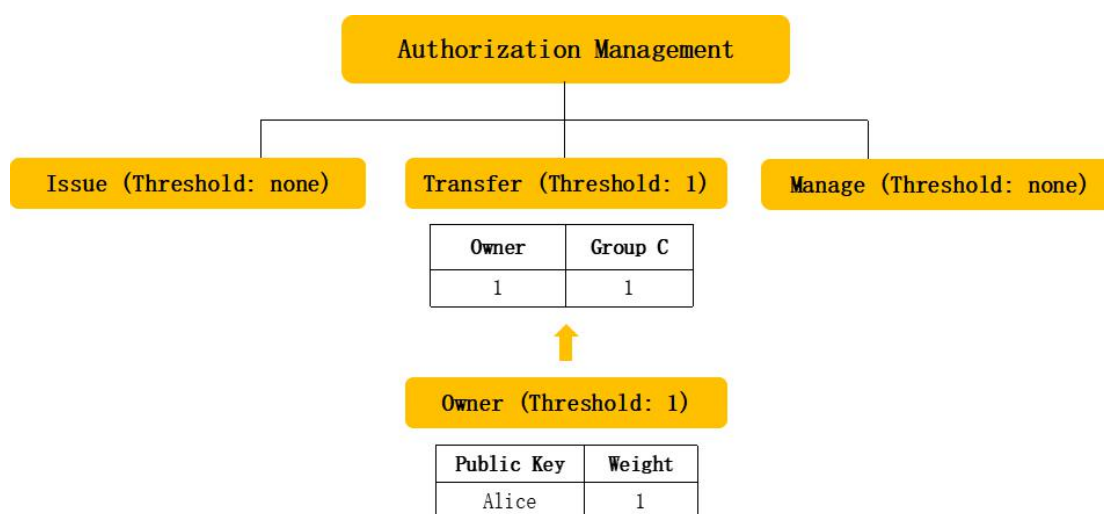 Authorization Management
Issue (Threshold: none)
Transfer (Threshold: 1)
Manage (Threshold: none)
Owner Group C
1 1
Owner (Threshold: 1)
Public Key Weight
Alice 1